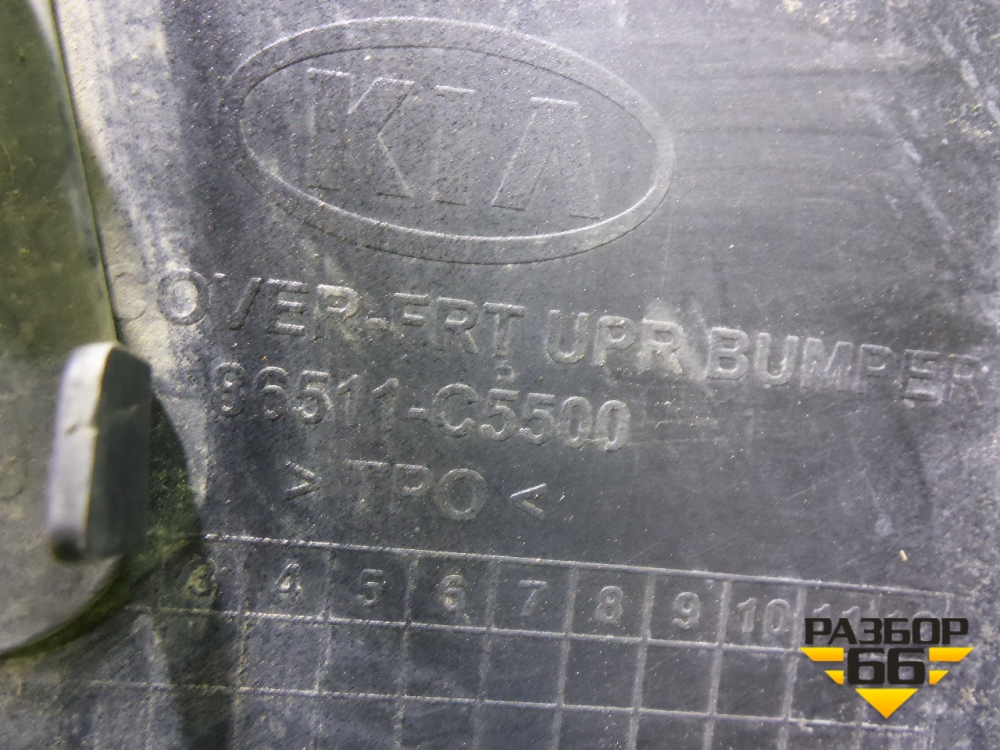 KIA
COVER-FRT UPR BUMPER
86511-C5500
> TPO <
3 4 5 6 7 8 9 10 11 12
РАЗБОР
66